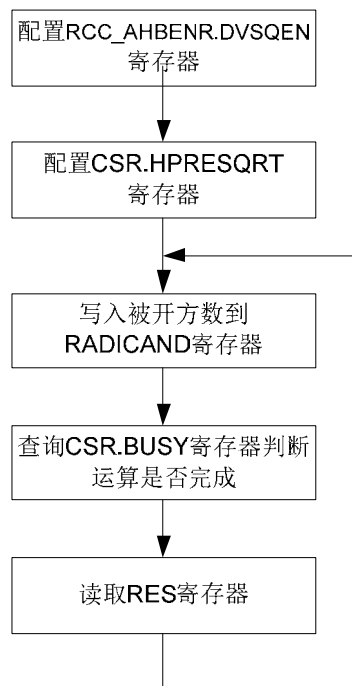 配置RCC_AHBENR.DVSQEN
寄存器
配置CSR.HPRESQRT
寄存器
写入被开方数到
RADICAND寄存器
查询CSR.BUSY寄存器判断
运算是否完成
读取RES寄存器